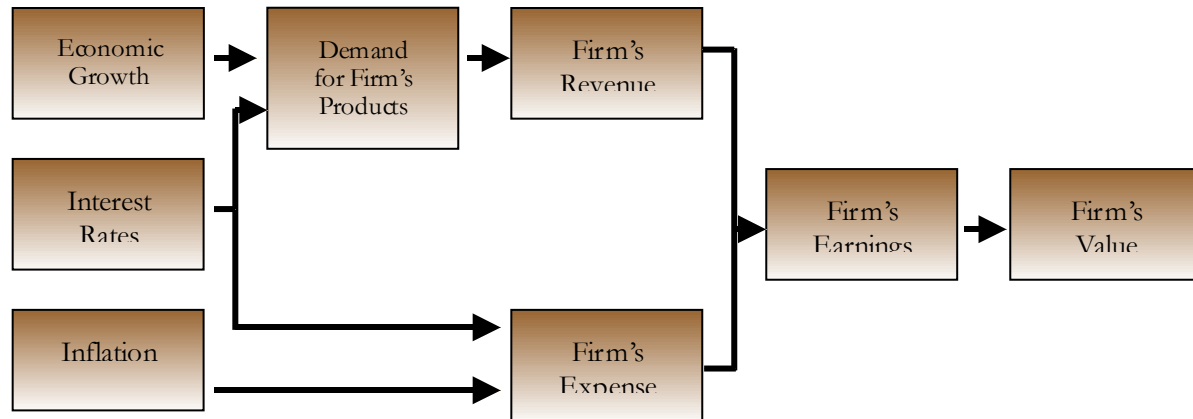 Economic
Growth
Demand
for Firm's
Products
Firm's
Revenue
Interest
Rates
Firm's
Earnings
Firm's
Value
Inflation
Firm's
Expense